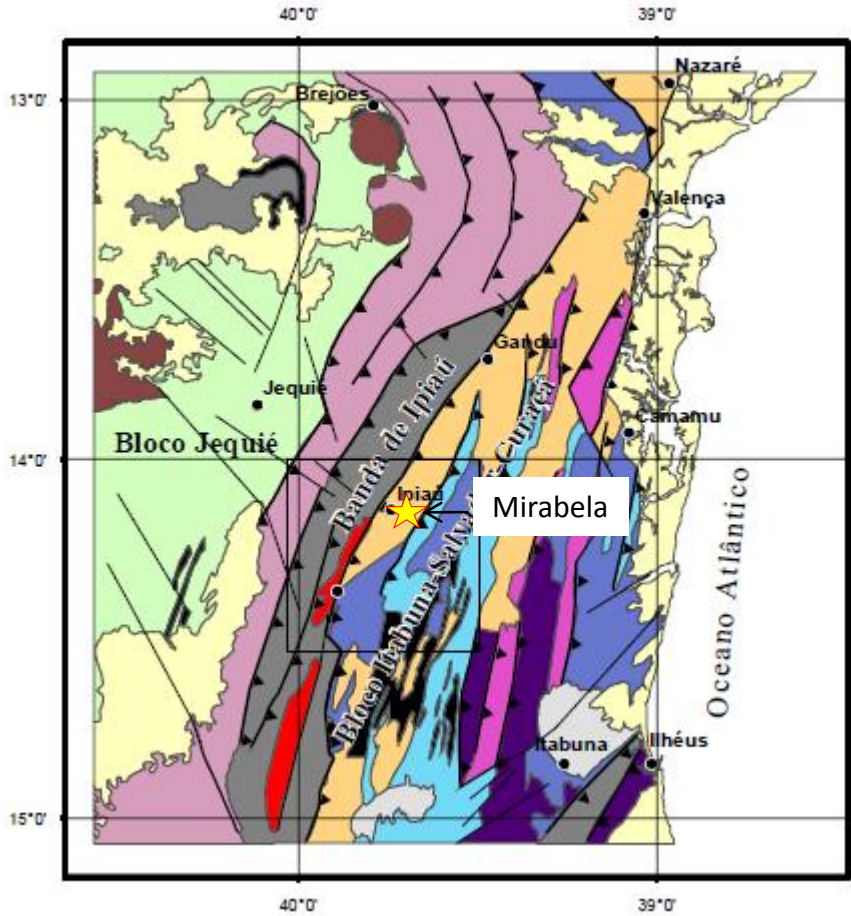 40°0' 39°0'
Nazaré
13°0' Brejões
Valença
Gandu
Jequié
Camamu
Bloco Jequié
14°0'
Banda de Ipiaú
Ipiaú
Mirabela
Bloco Itabuna-Salvador-Curaçá
Oceano Atlântico
Itabuna Ilhéus
15°0'
40°0' 39°0'